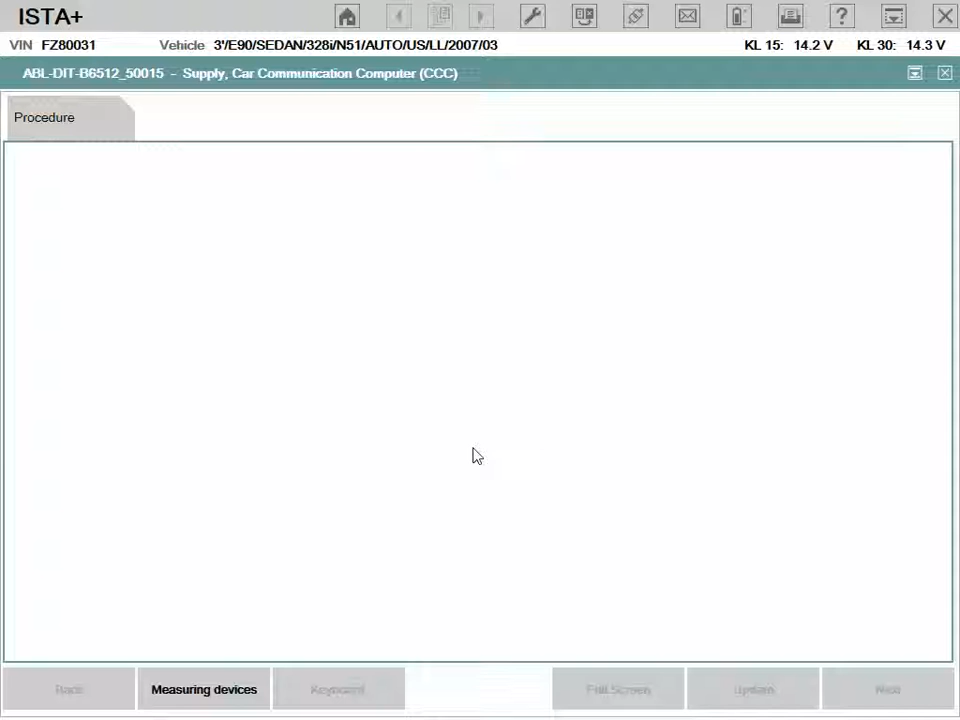 ISTA+
VIN FZ80031 Vehicle 3'/E90/SEDAN/328i/N51/AUTO/US/LL/2007/03 KL 15: 14.2 V KL 30: 14.3 V
ABL-DIT-B6512_50015 - Supply, Car Communication Computer (CCC)
Procedure
Back Measuring devices Keyboard Full Screen Update Next